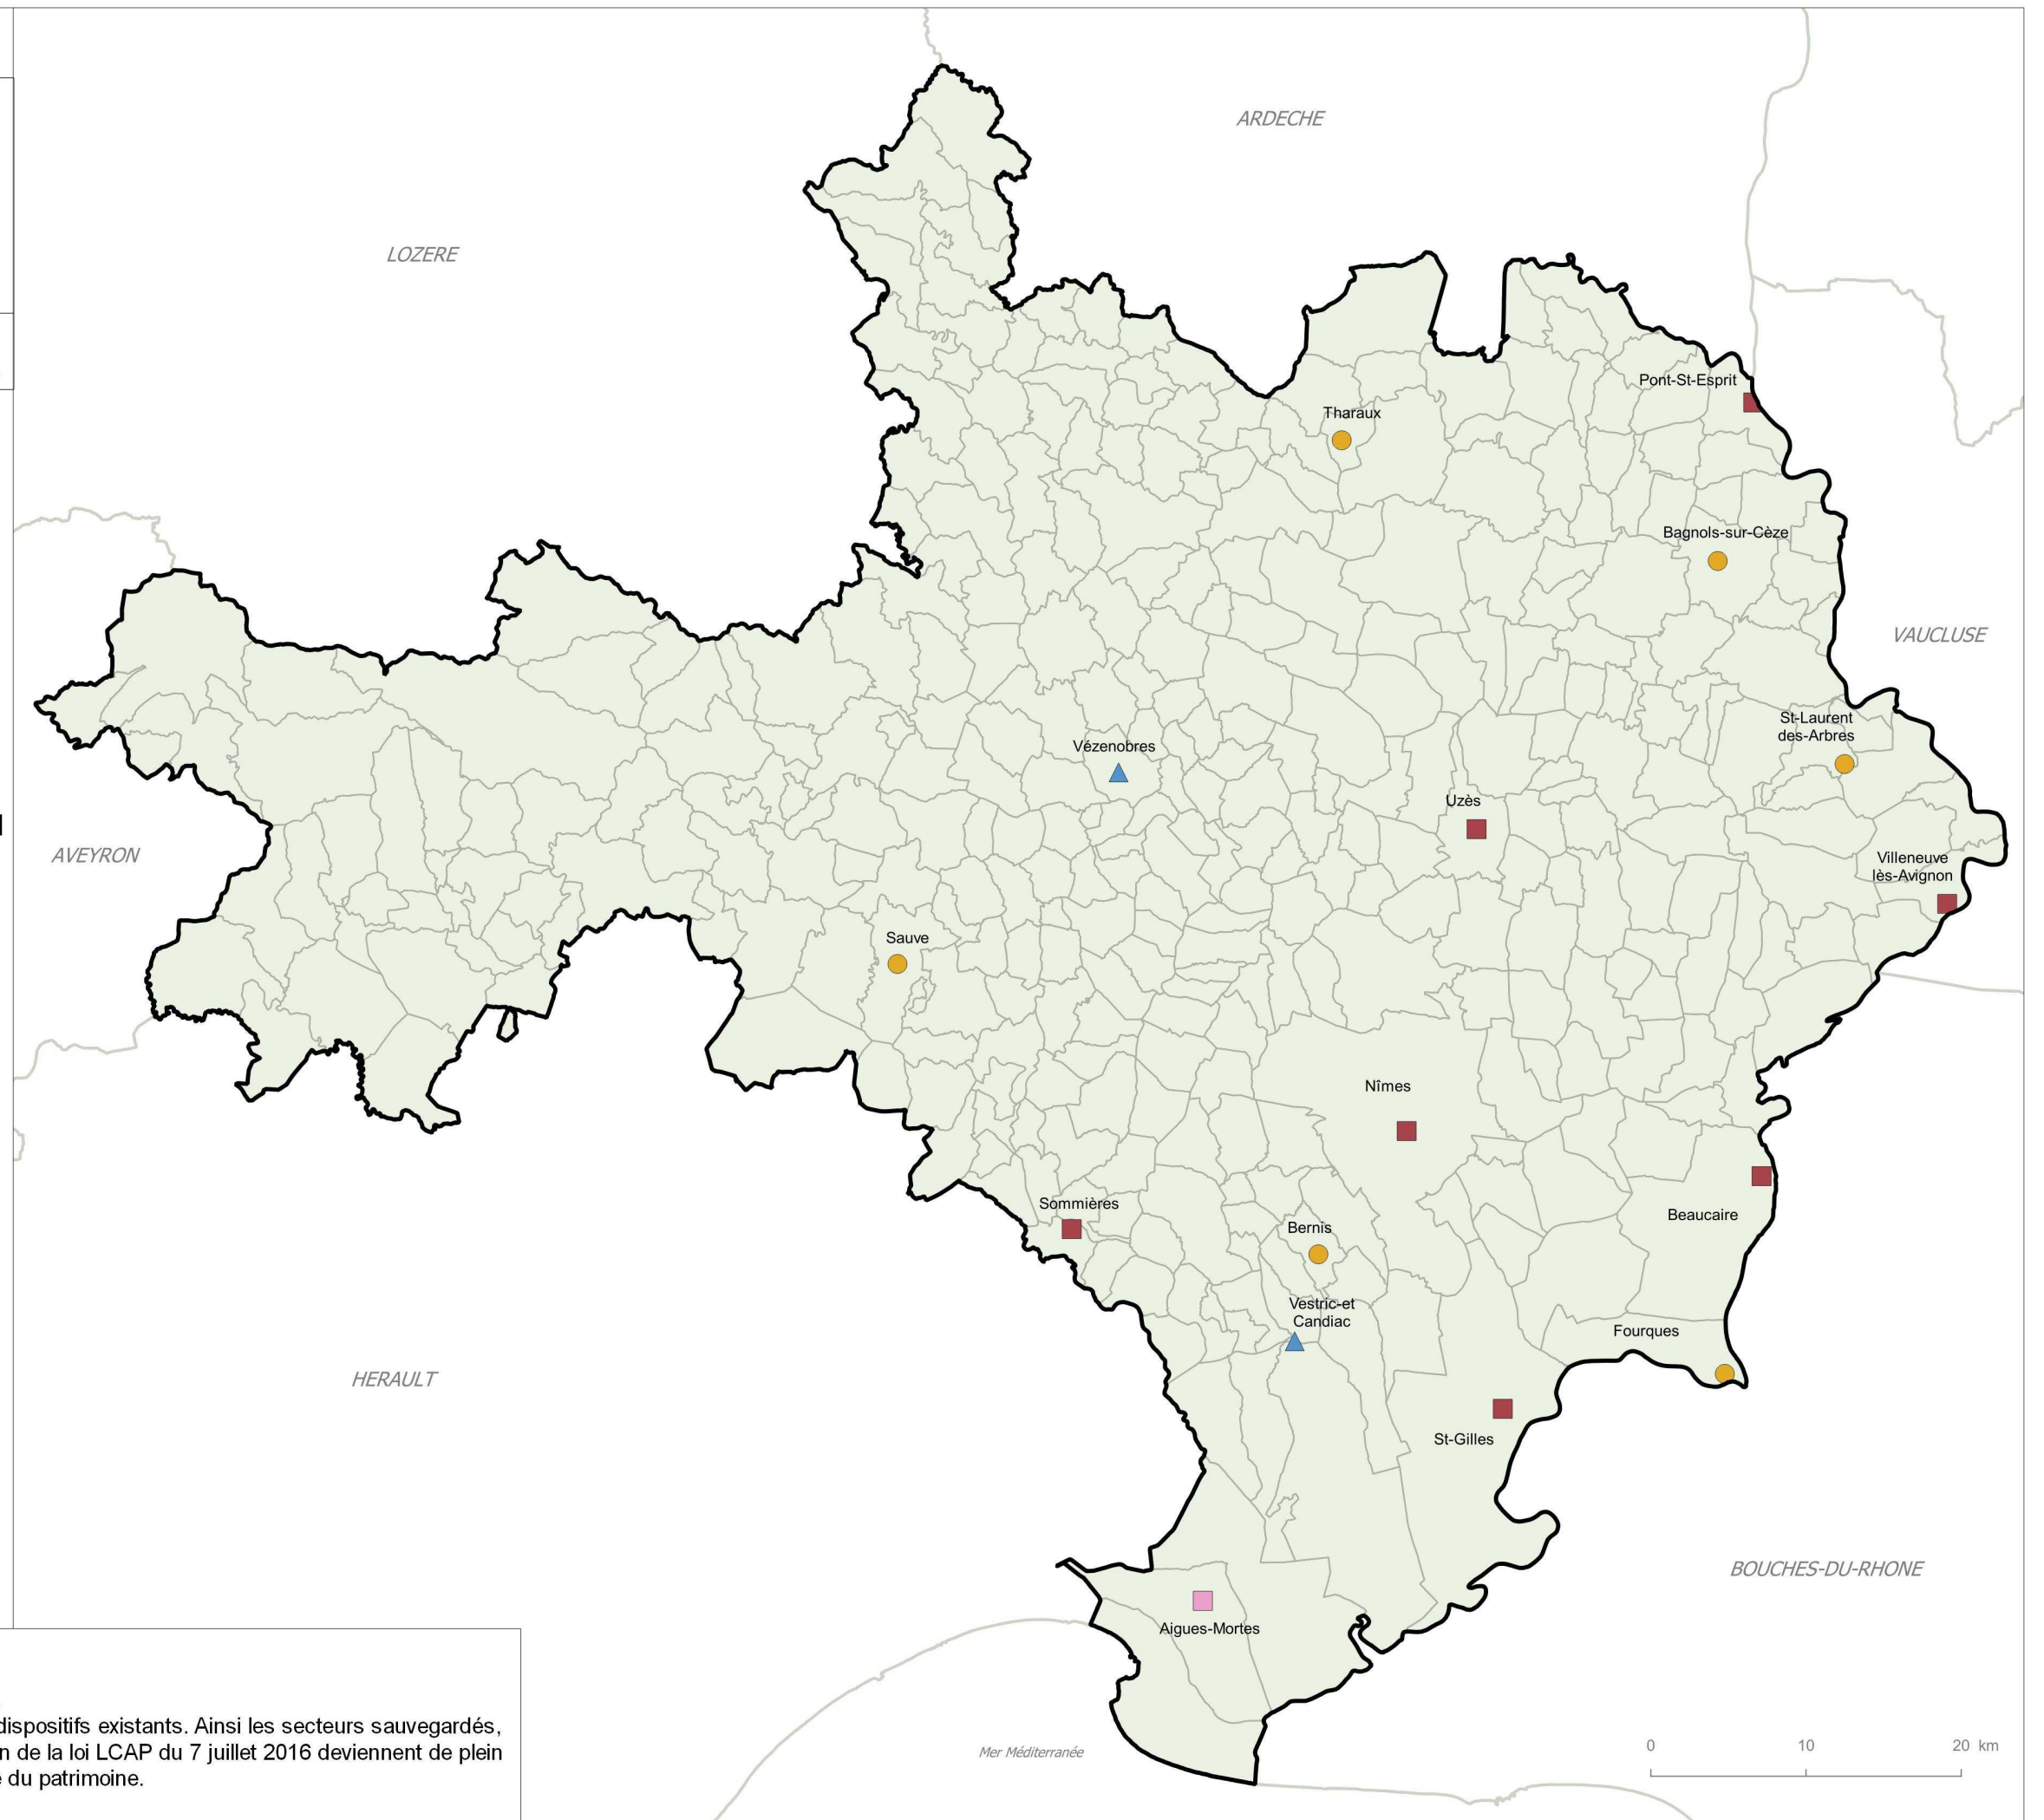 ARDECHE
LOZERE
Pont-St-Esprit
Tharaux
Bagnols-sur-Cèze
VAUCLUSE
St-Laurent
des-Arbres
Vézenobres
Uzès
AVEYRON
Villeneuve
lès-Avignon
Sauve
Nîmes
Sommières
Beaucaire
Bernis
Vestric-et
Candiac
Fourques
HERAULT
St-Gilles
BOUCHES-DU-RHONE
Aigues-Mortes
dispositifs existants. Ainsi les secteurs sauvegardés,
n de la loi LCAP du 7 juillet 2016 deviennent de plein
du patrimoine.
Mer Méditerranée
0 10 20 km